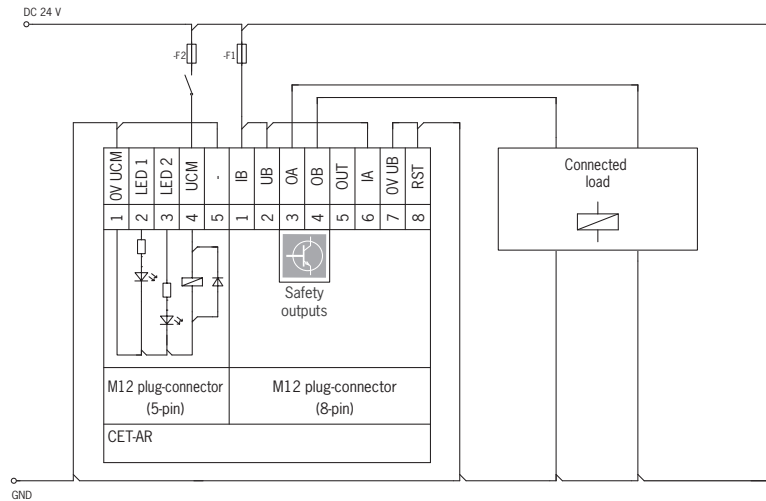 DC 24 V
-F2
-F1
0V UCM
LED 1
LED 2
UCM
-
IB
UB
OA
OB
OUT
IA
0V UB
RST
1
2
3
4
5
1
2
3
4
5
6
7
8
Connected
load
Safety
outputs
M12 plug-connector
(5-pin)
M12 plug-connector
(8-pin)
CET-AR
GND